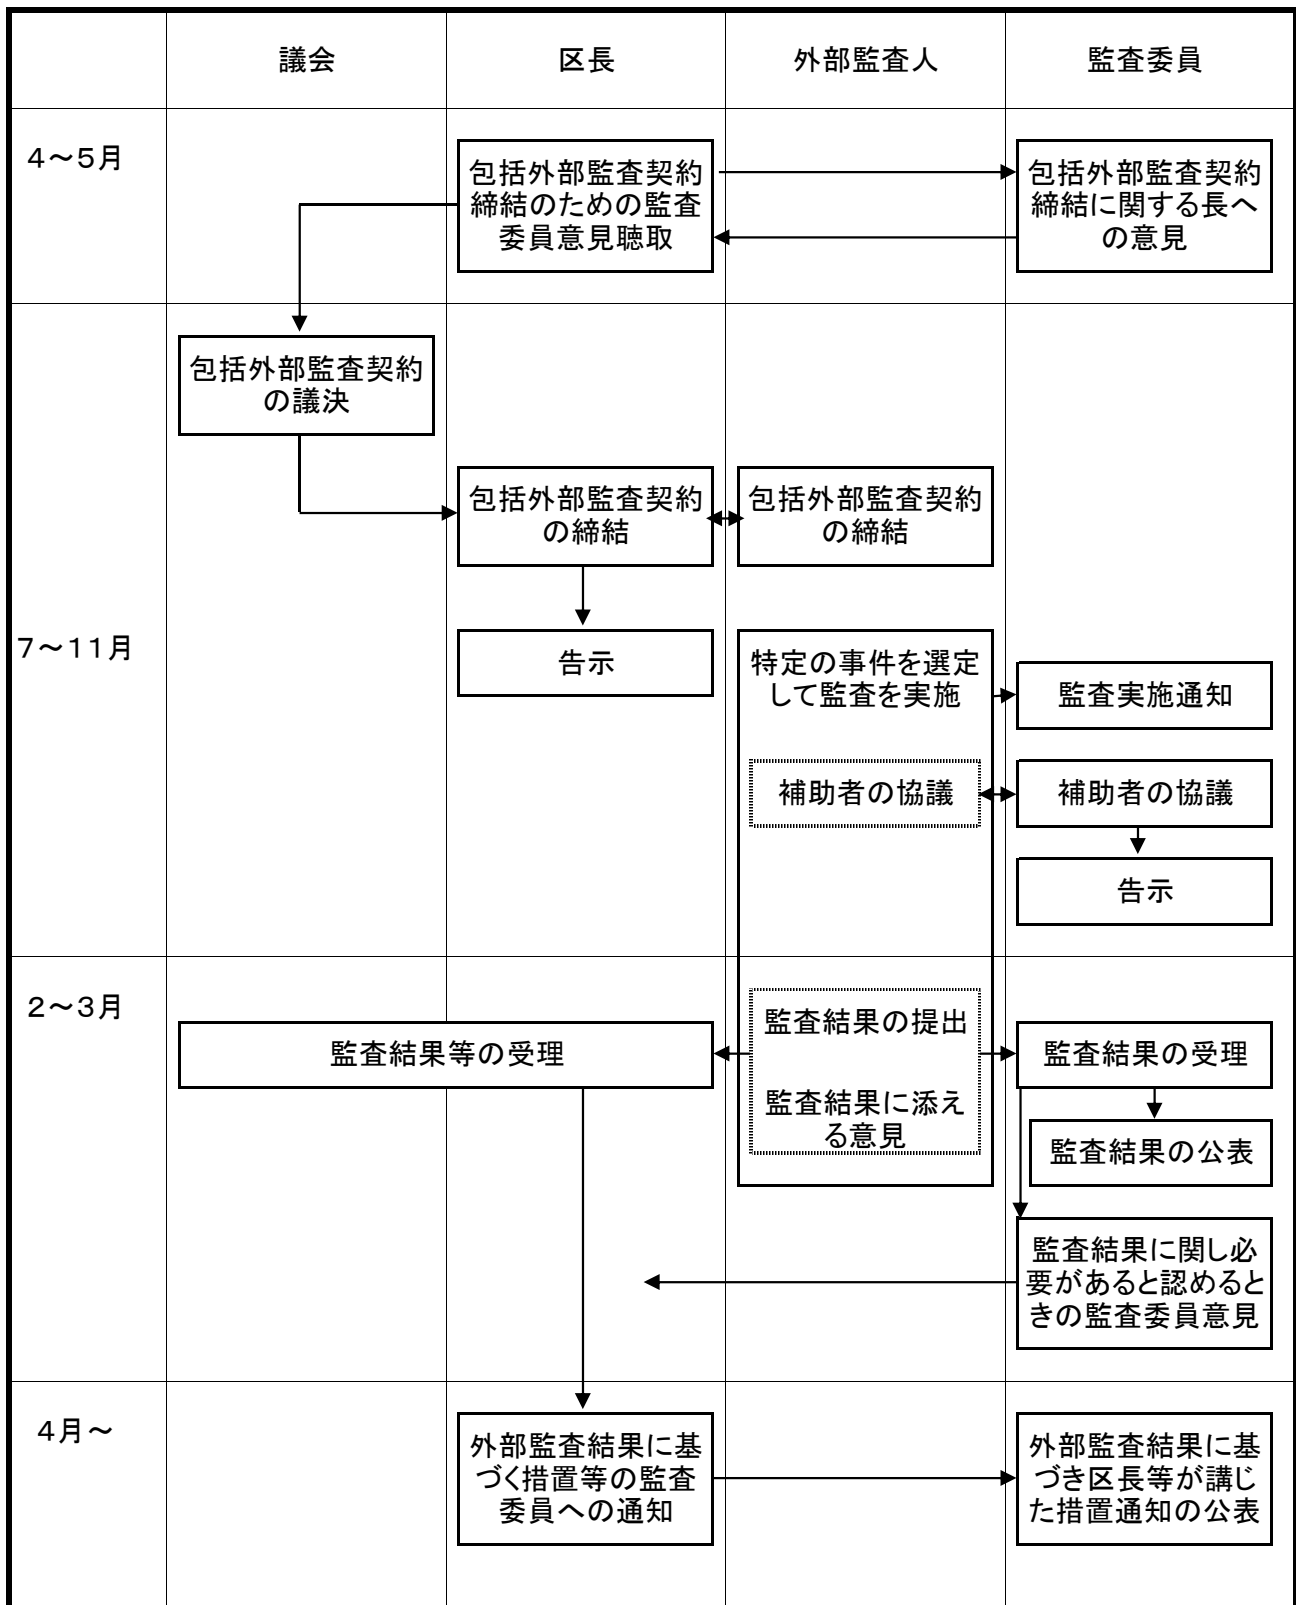 議会
区長
外部監査人
監査委員
４～５月
包括外部監査契約
締結のための監査
委員意見聴取
包括外部監査契約
締結に関する長へ
の意見
７～１１月
包括外部監査契約
の議決
包括外部監査契約
の締結
包括外部監査契約
の締結
告示
特定の事件を選定
して監査を実施
監査実施通知
補助者の協議
補助者の協議
告示
２～３月
監査結果等の受理
監査結果の提出
監査結果に添え
る意見
監査結果の受理
監査結果の公表
監査結果に関し必
要があると認めると
きの監査委員意見
４月～
外部監査結果に基
づく措置等の監査
委員への通知
外部監査結果に基
づき区長等が講じ
た措置通知の公表